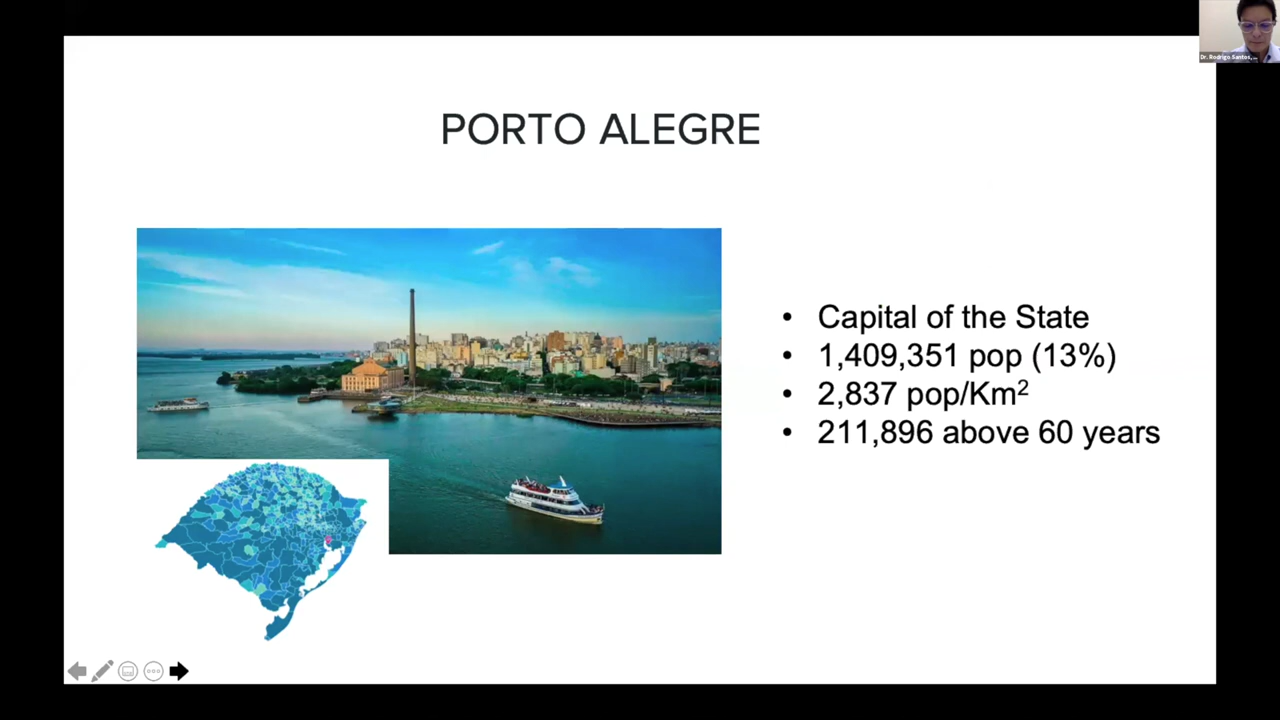 Dr. Rodrigo Santos, ...
PORTO ALEGRE
• Capital of the State
• 1,409,351 pop (13%)
• 2,837 pop/Km²
• 211,896 above 60 years